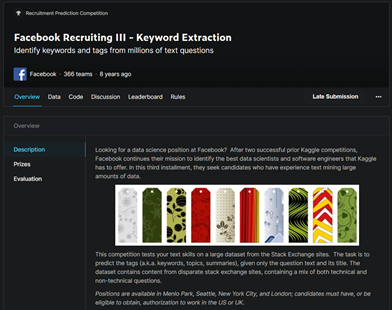 Recruitment Prediction Competition
Facebook Recruiting III - Keyword Extraction
Identify keywords and tags from millions of text questions
Facebook · 366 teams · 8 years ago
Overview Data Code Discussion Leaderboard Rules Late Submission ...
Overview
Description
Prizes
Evaluation
Looking for a data science position at Facebook? After two successful prior Kaggle competitions,
Facebook continues their mission to identify the best data scientists and software engineers that Kaggle
has to offer. In this third installment, they seek candidates who have experience text mining large
amounts of data.
This competition tests your text skills on a large dataset from the Stack Exchange sites. The task is to
predict the tags (a.k.a. keywords, topics, summaries), given only the question text and its title. The
dataset contains content from disparate stack exchange sites, containing a mix of both technical and
non-technical questions.
Positions are available in Menlo Park, Seattle, New York City, and London; candidates must have, or be
eligible to obtain, authorization to work in the US or UK.